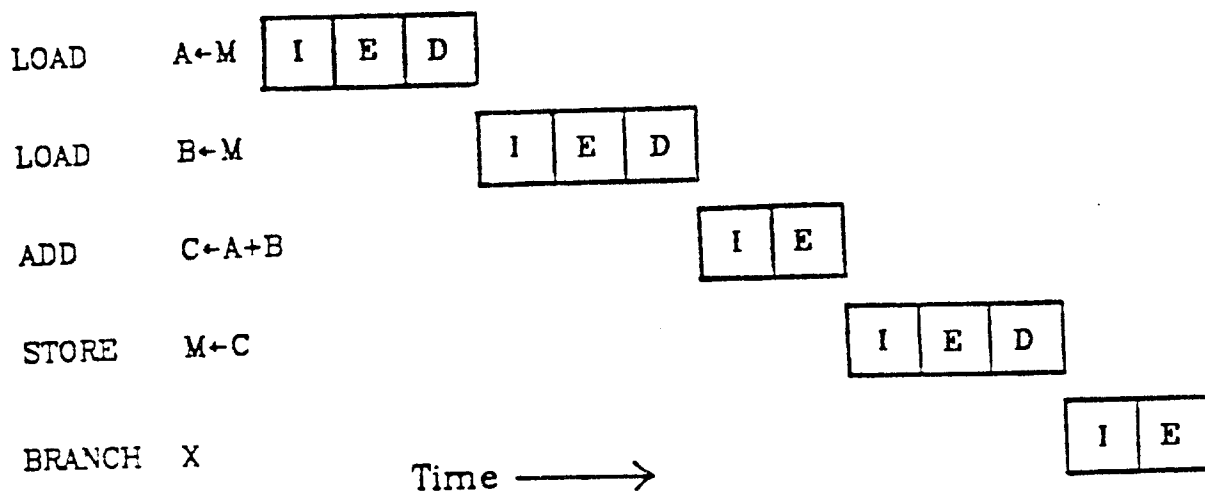 LOAD A←M I E D
LOAD B←M I E D
ADD C←A+B I E
STORE M←C I E D
BRANCH X I E
Time